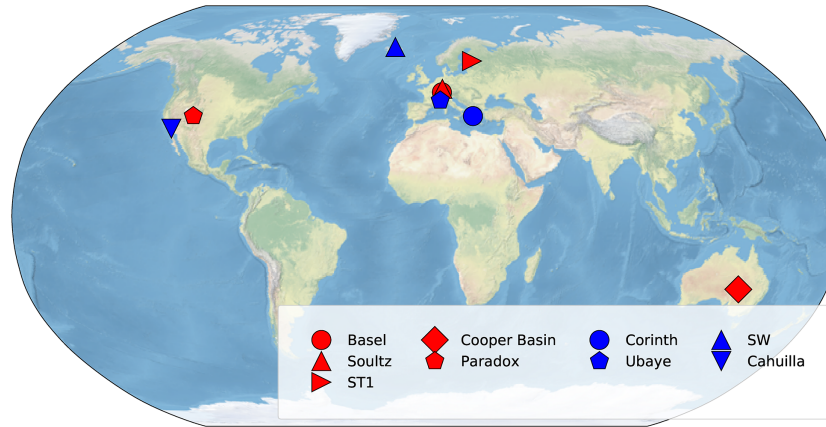 Basel Cooper Basin Corinth SW
Soultz Paradox Ubaye Cahuilla
ST1